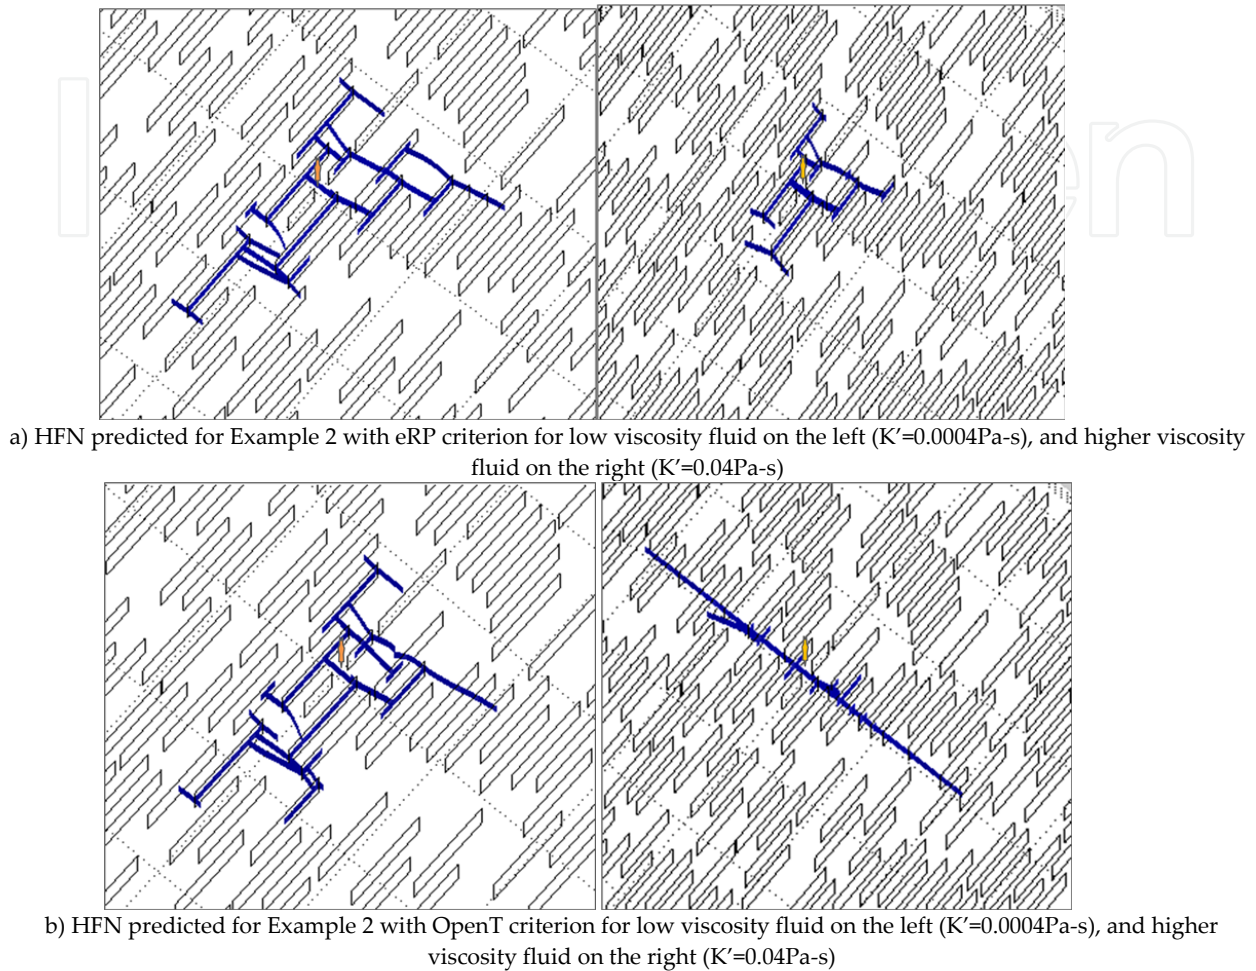 a) HFN predicted for Example 2 with eRP criterion for low viscosity fluid on the left (K’=0.0004Pa-s), and higher viscosity
fluid on the right (K’=0.04Pa-s)
b) HFN predicted for Example 2 with OpenT criterion for low viscosity fluid on the left (K’=0.0004Pa-s), and higher
viscosity fluid on the right (K’=0.04Pa-s)